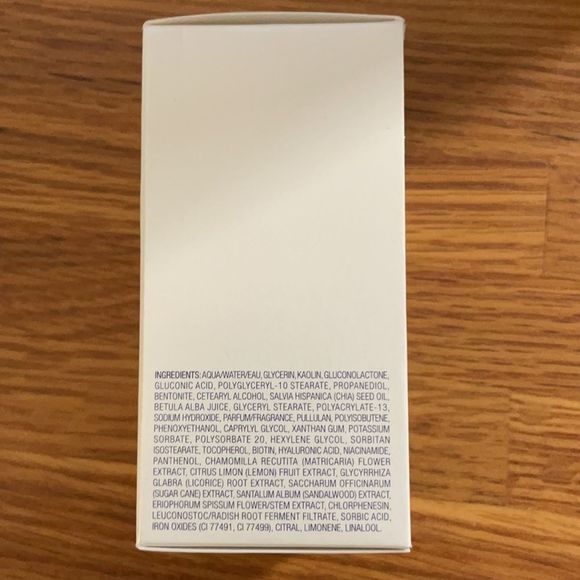 INGREDIENTS: AQUA/WATER/EAU, GLYCERIN, KAOLIN, GLUCONOLACTONE,
GLUCONIC ACID, POLYGLYCERYL-10 STEARATE, PROPANEDIOL,
BENTONITE, CETEARYL ALCOHOL, SALVIA HISPANICA (CHIA) SEED OIL,
BETULA ALBA JUICE, GLYCERYL STEARATE, POLYACRYLATE-13,
SODIUM HYDROXIDE, PARFUM/FRAGRANCE, PULLULAN, POLYISOBUTENE,
PHENOXYETHANOL, CAPRYLYL GLYCOL, XANTHAN GUM, POTASSIUM
SORBATE, POLYSORBATE 20, HEXYLENE GLYCOL, SORBITAN
ISOSTEARATE, TOCOPHEROL, BIOTIN, HYALURONIC ACID, NIACINAMIDE,
PANTHENOL, CHAMOMILLA RECUTITA (MATRICARIA) FLOWER
EXTRACT, CITRUS LIMON (LEMON) FRUIT EXTRACT, GLYCYRRHIZA
GLABRA (LICORICE) ROOT EXTRACT, SACCHARUM OFFICINARUM
(SUGAR CANE) EXTRACT, SANTALUM ALBUM (SANDALWOOD) EXTRACT,
ERIOPHORUM SPISSUM FLOWER/STEM EXTRACT, CHLORPHENESIN,
LEUCONOSTOC/RADISH ROOT FERMENT FILTRATE, SORBIC ACID,
IRON OXIDES (CI 77491, CI 77499), CITRAL, LIMONENE, LINALOOL.